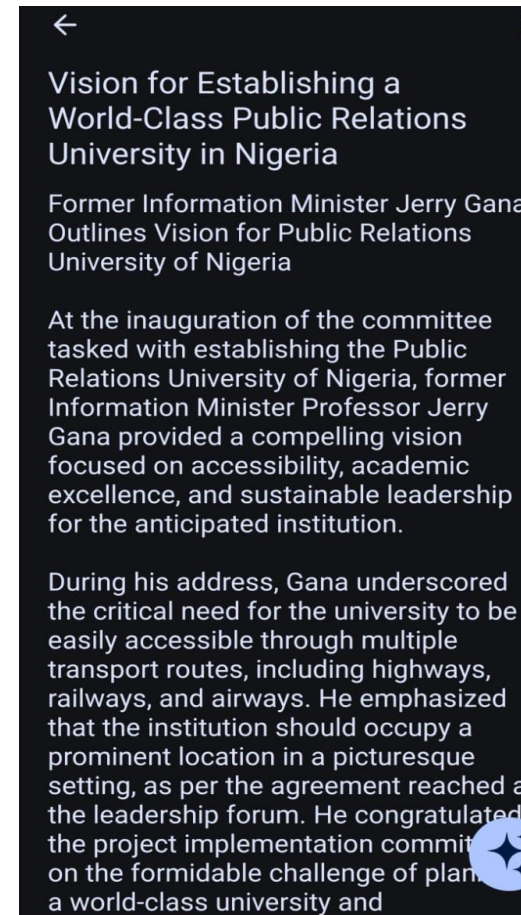 Vision for Establishing a
World-Class Public Relations
University in Nigeria
Former Information Minister Jerry Gana
Outlines Vision for Public Relations
University of Nigeria
At the inauguration of the committee
tasked with establishing the Public
Relations University of Nigeria, former
Information Minister Professor Jerry
Gana provided a compelling vision
focused on accessibility, academic
excellence, and sustainable leadership
for the anticipated institution.
During his address, Gana underscored
the critical need for the university to be
easily accessible through multiple
transport routes, including highways,
railways, and airways. He emphasized
that the institution should occupy a
prominent location in a picturesque
setting, as per the agreement reached
the leadership forum. He congratulated
the project implementation
on the formidable challenge of
a world-class university and